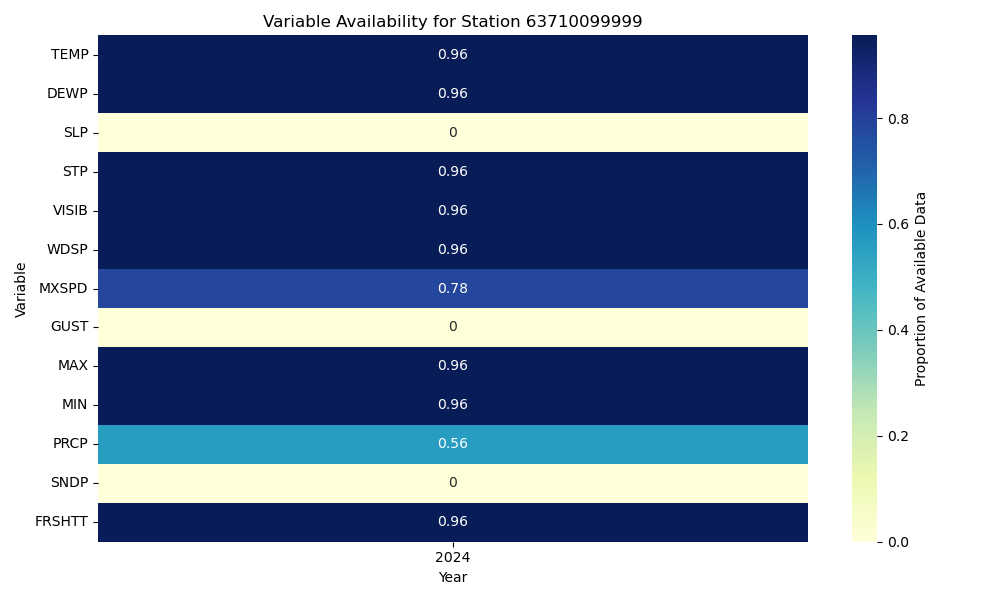 Variable Availability for Station 63710099999
Variable
TEMP 0.96
DEWP 0.96
SLP 0
STP 0.96
VISIB 0.96
WDSP 0.96
MXSPD 0.78
GUST 0
MAX 0.96
MIN 0.96
PRCP 0.56
SNDP 0
FRSHTT 0.96
2024
Year
0.8
0.6
0.4
0.2
0.0
Proportion of Available Data